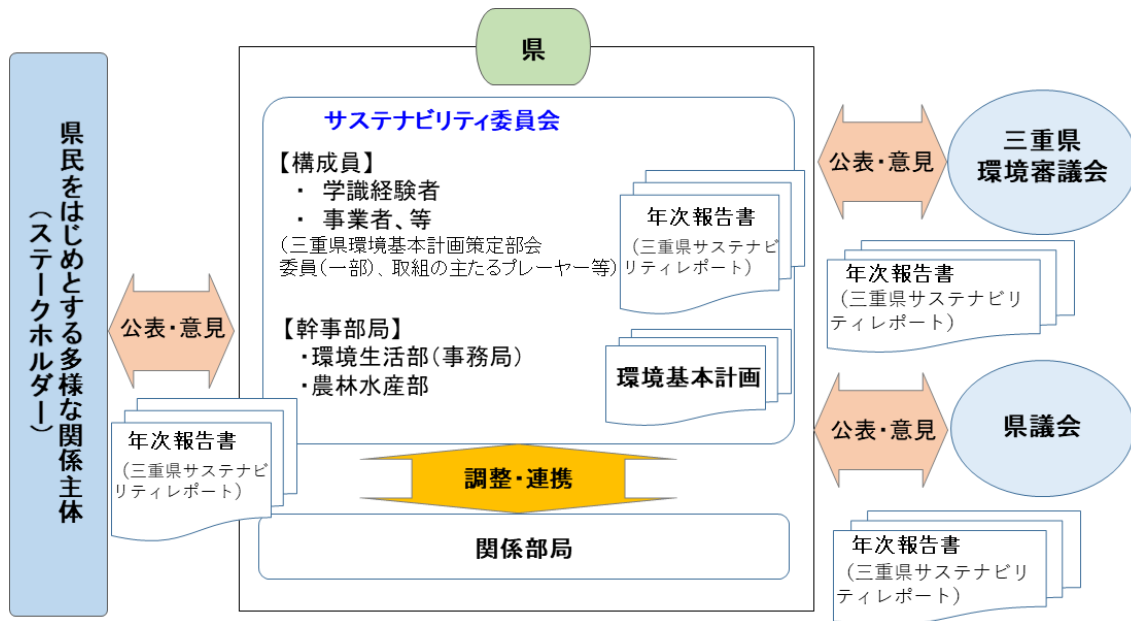 県
県民をはじめとする多様な関係主体
（ステークホルダー）
サステナビリティ委員会
【構成員】
・ 学識経験者
・ 事業者、等
（三重県環境基本計画策定部会
委員（一部）、取組の主たるプレーヤー等）
【幹事部局】
・環境生活部（事務局）
・農林水産部
年次報告書
（三重県サステナビ
リティレポート）
環境基本計画
公表・意見
年次報告書
（三重県サステナビ
リティレポート）
調整・連携
関係部局
公表・意見
三重県
環境審議会
年次報告書
（三重県サステナビリ
ティレポート）
公表・意見
県議会
年次報告書
（三重県サステナビリ
ティレポート）